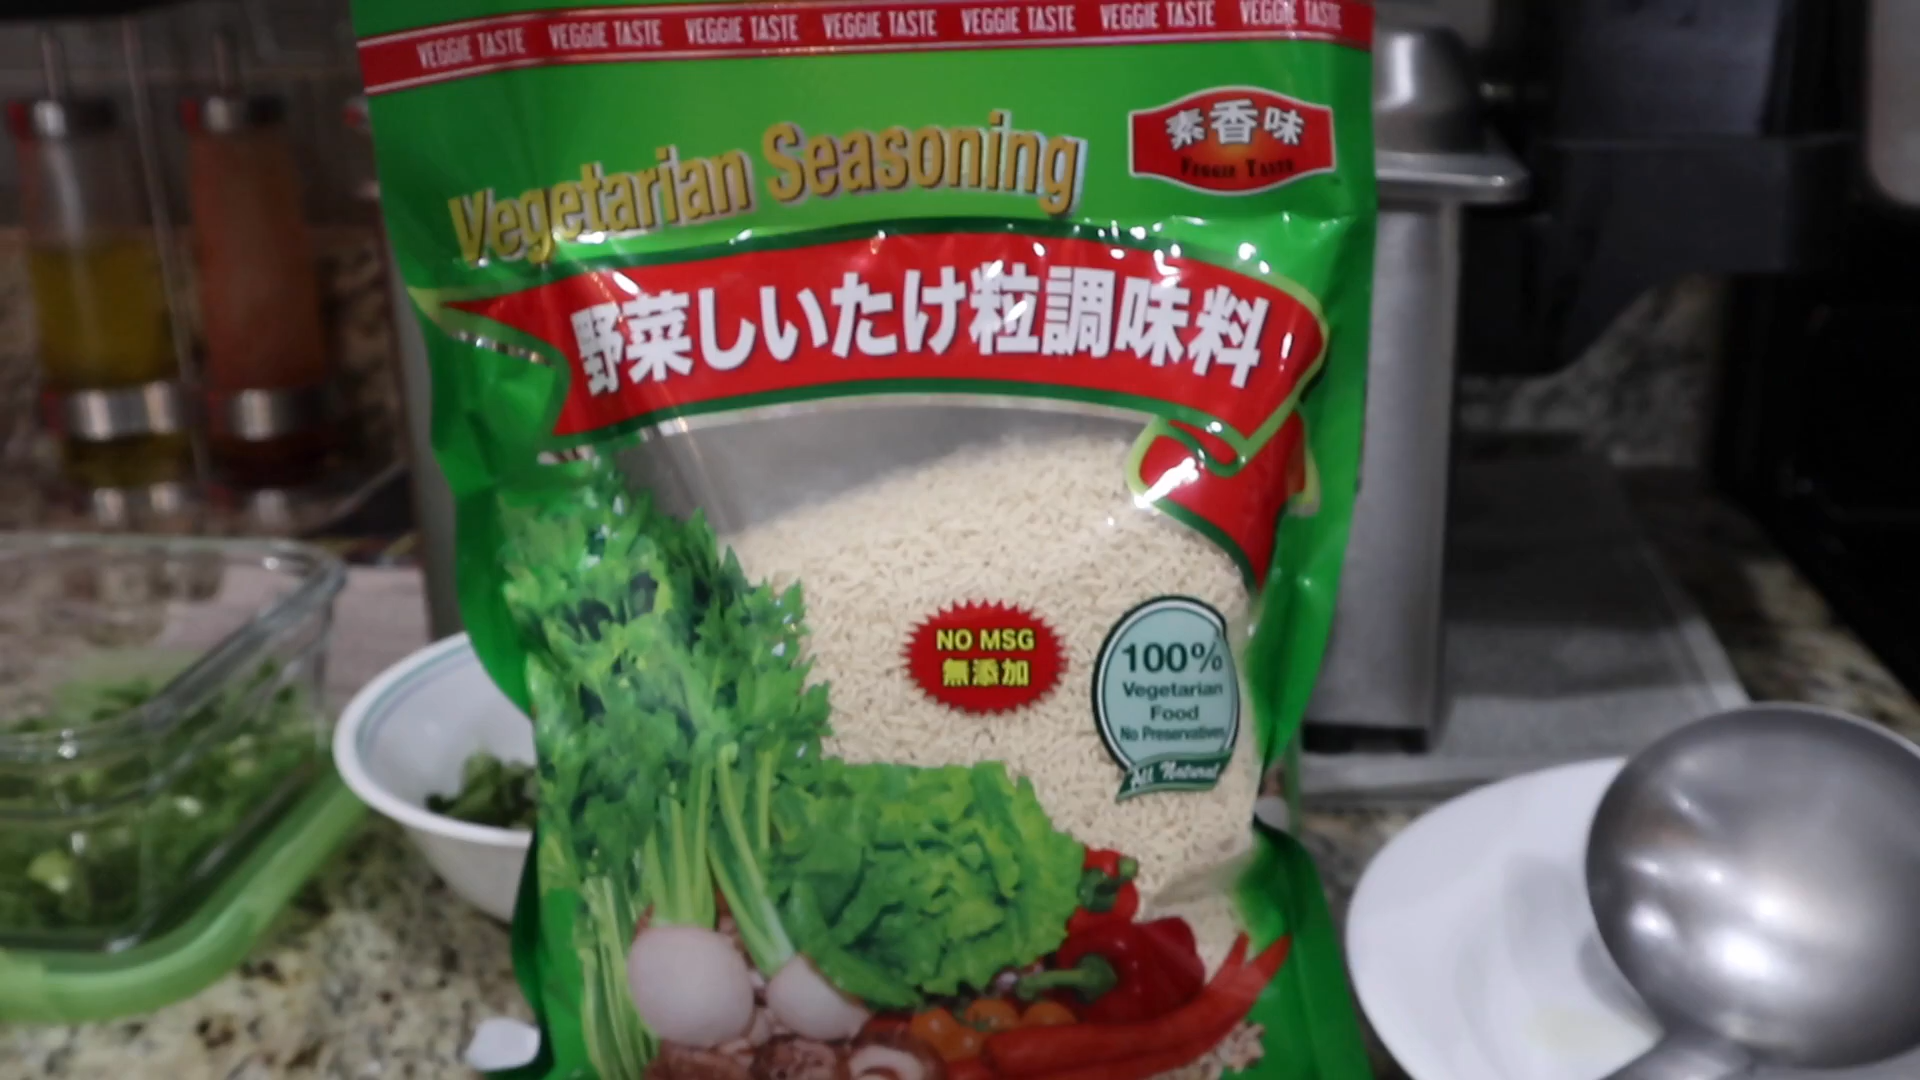 VEGGIE TASTE VEGGIE TASTE VEGGIE TASTE VEGGIE TASTE VEGGIE TASTE VEGGIE TASTE VEGGIE TASTE
素香味
VEGGIE TASTE
Vegetarian Seasoning
野菜しいたけ粒調味料
NO MSG
無添加
100%
Vegetarian
Food
No Preservatives
All Natural